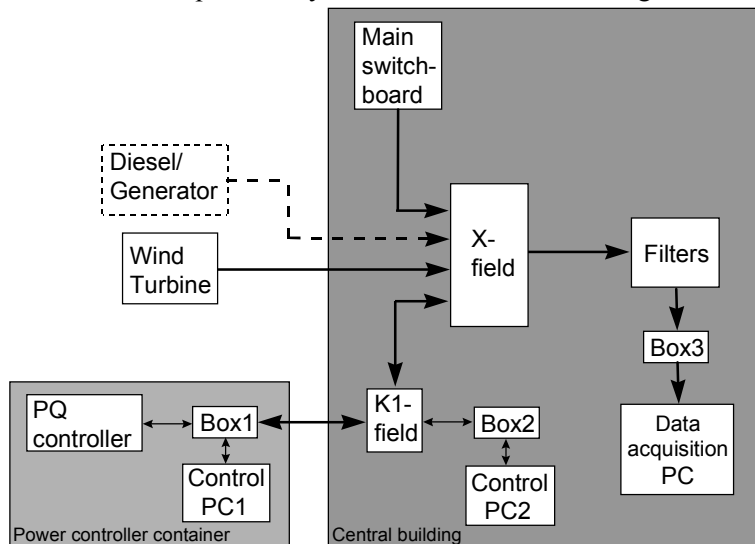 Main
switch-
board
Diesel/
Generator
X-
field
Wind
Turbine
Filters
Box3
PQ
controller
Box1
K1-
field
Box2
Data
acquisition
PC
Control
PC1
Control
PC2
Power controller container
Central building